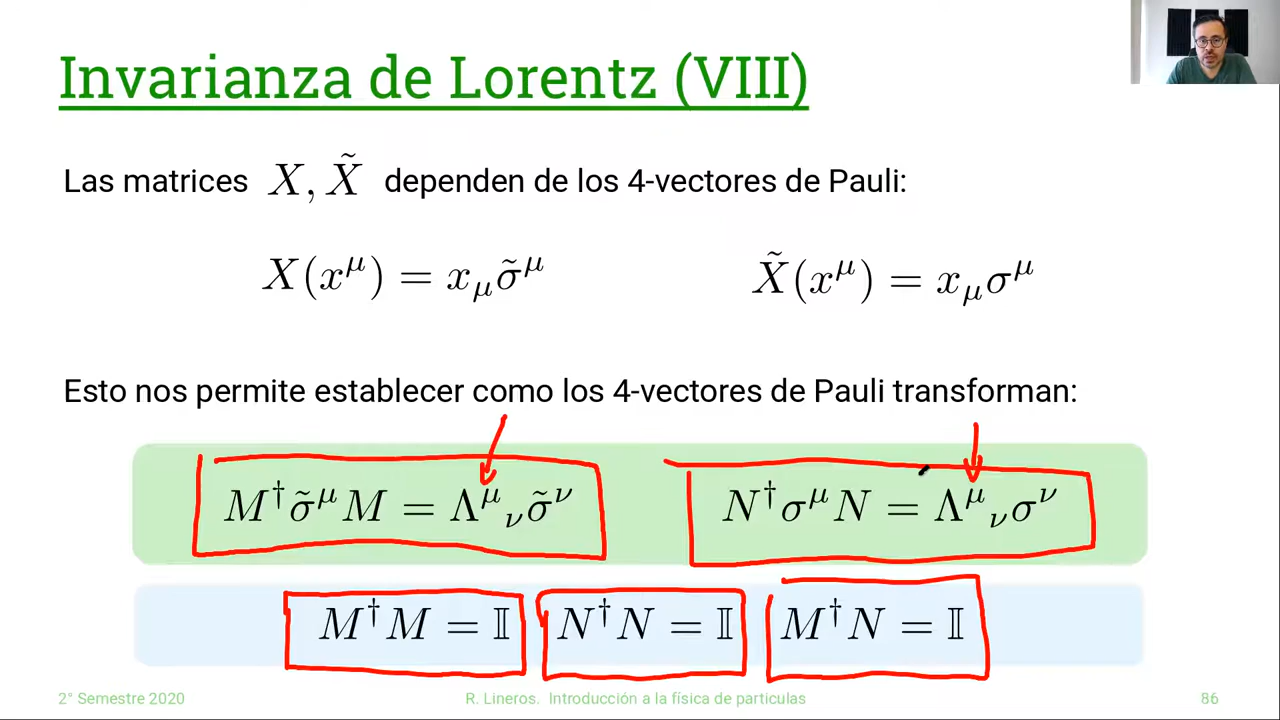 Invarianza de Lorentz (VIII)
Las matrices X, X̃ dependen de los 4-vectores de Pauli:
X(x^μ) = x_μ σ̃^μ    X̃(x^μ) = x_μ σ^μ
Esto nos permite establecer como los 4-vectores de Pauli transforman:
M†σ̃^μ M = Λ^μ_ν σ̃^ν    N†σ^μ N = Λ^μ_ν σ^ν
M†M = 𝕀    N†N = 𝕀    M†N = 𝕀
2° Semestre 2020    R. Lineros. Introducción a la física de particulas    86